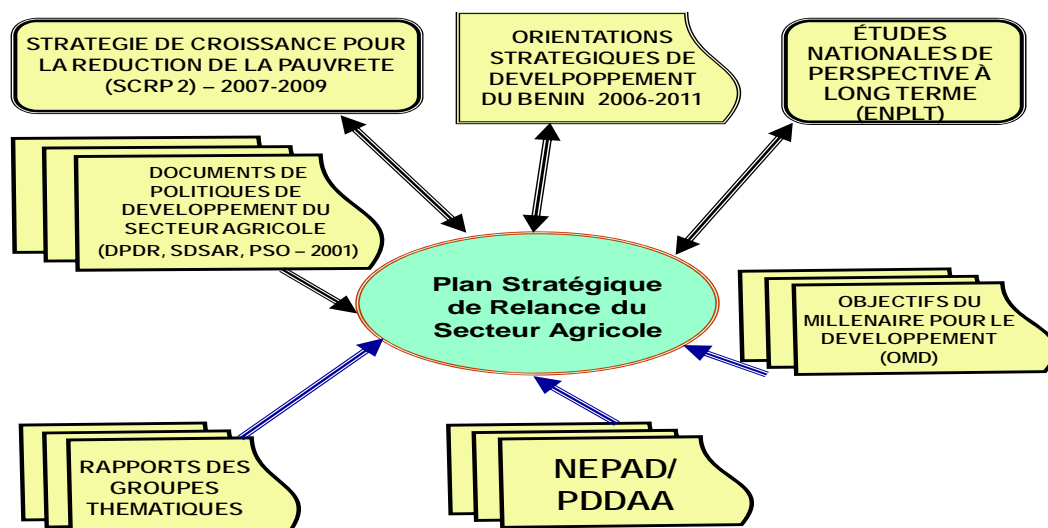 STRATEGIE DE CROISSANCE POUR
LA REDUCTION DE LA PAUVRETE
(SCRP 2) – 2007-2009
ORIENTATIONS
STRATEGIQUES DE
DEVELPOPPEMENT
DU BENIN 2006-2011
ÉTUDES
NATIONALES DE
PERSPECTIVE À
LONG TERME
(ENPLT)
DOCUMENTS DE
POLITIQUES DE
DEVELOPPEMENT DU
SECTEUR AGRICOLE
(DPDR, SDSAR, PSO – 2001)
Plan Stratégique
de Relance du
Secteur Agricole
OBJECTIFS DU
MILLENAIRE POUR LE
DEVELOPPEMENT
(OMD)
RAPPORTS DES
GROUPES
THEMATIQUES
NEPAD/
PDDAA